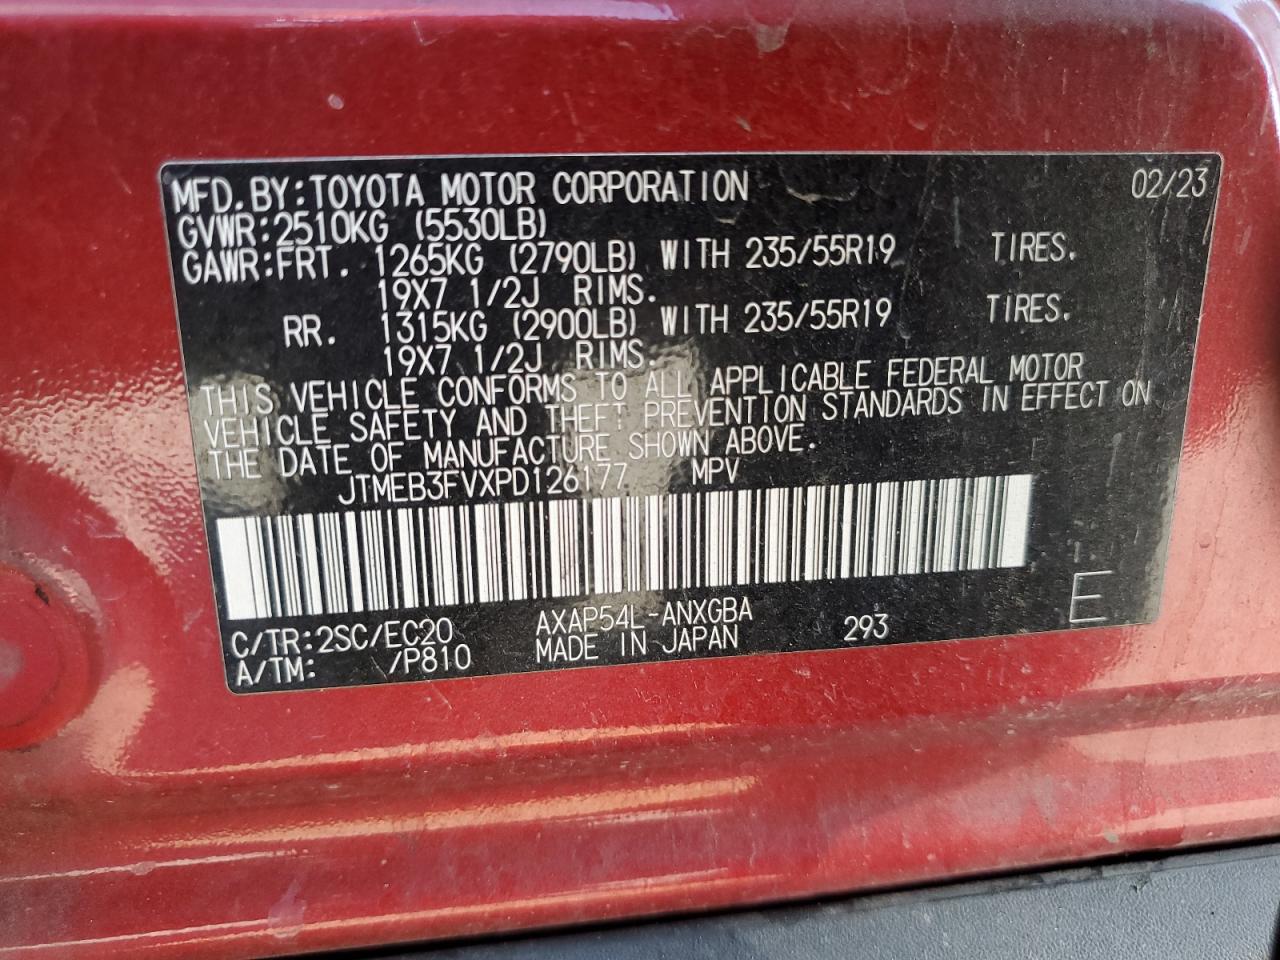 MFD.BY:TOYOTA MOTOR CORPORATION 02/23
GVWR:2510KG (5530LB)
GAWR:FRT. 1265KG (2790LB) WITH 235/55R19 TIRES.
19X7 1/2J RIMS.
RR. 1315KG (2900LB) WITH 235/55R19 TIRES.
19X7 1/2J RIMS.
THIS VEHICLE CONFORMS TO ALL APPLICABLE FEDERAL MOTOR
VEHICLE SAFETY AND THEFT PREVENTION STANDARDS IN EFFECT ON
THE DATE OF MANUFACTURE SHOWN ABOVE.
JTMEB3FVXPD126177 MPV
C/TR:2SC/EC20 AXAP54L-ANXGBA
A/TM: /P810 MADE IN JAPAN 293 E